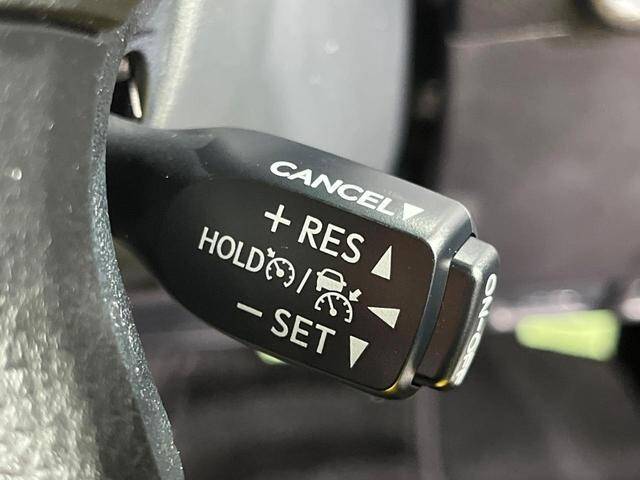 CANCEL▼
+ RES ▲
HOLD /
− SET ▼
ON-OFF